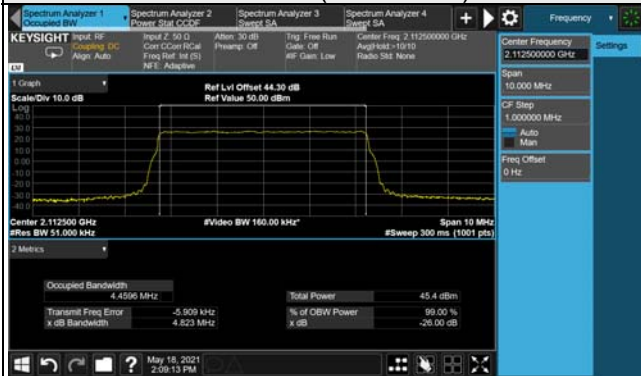 Spectrum Analyzer 1
Occupied BW
Spectrum Analyzer 2
Power Stat CCDF
Spectrum Analyzer 3
Swept SA
Spectrum Analyzer 4
Swept SA
Frequency
KEYSIGHT
Input: RF
Coupling: DC
Align: Auto
Input Z: 50 Ω
Corr CCorr RCal
Freq Ref: Int (S)
NFE: Adaptive
Atten: 30 dB
Preamp: Off
Trig: Free Run
Gate: Off
#IF Gain: Low
Center Freq: 2.112500000 GHz
Avg|Hold:>10/10
Radio Std: None
Center Frequency
2.112500000 GHz
Settings
Span
10.000 MHz
CF Step
1.000000 MHz
Auto
Man
Freq Offset
0 Hz
1 Graph
Scale/Div 10.0 dB
Ref Lvl Offset 44.30 dB
Ref Value 50.00 dBm
Log
40.0
30.0
20.0
10.0
0.00
-10.0
-20.0
-30.0
-40.0
Center 2.112500 GHz
#Res BW 51.000 kHz
#Video BW 160.00 kHz*
Span 10 MHz
#Sweep 300 ms (1001 pts)
2 Metrics
Occupied Bandwidth
4.4596 MHz
Total Power 45.4 dBm
Transmit Freq Error -5.909 kHz
% of OBW Power 99.00 %
x dB Bandwidth 4.823 MHz
x dB -26.00 dB
May 18, 2021
2:09:13 PM